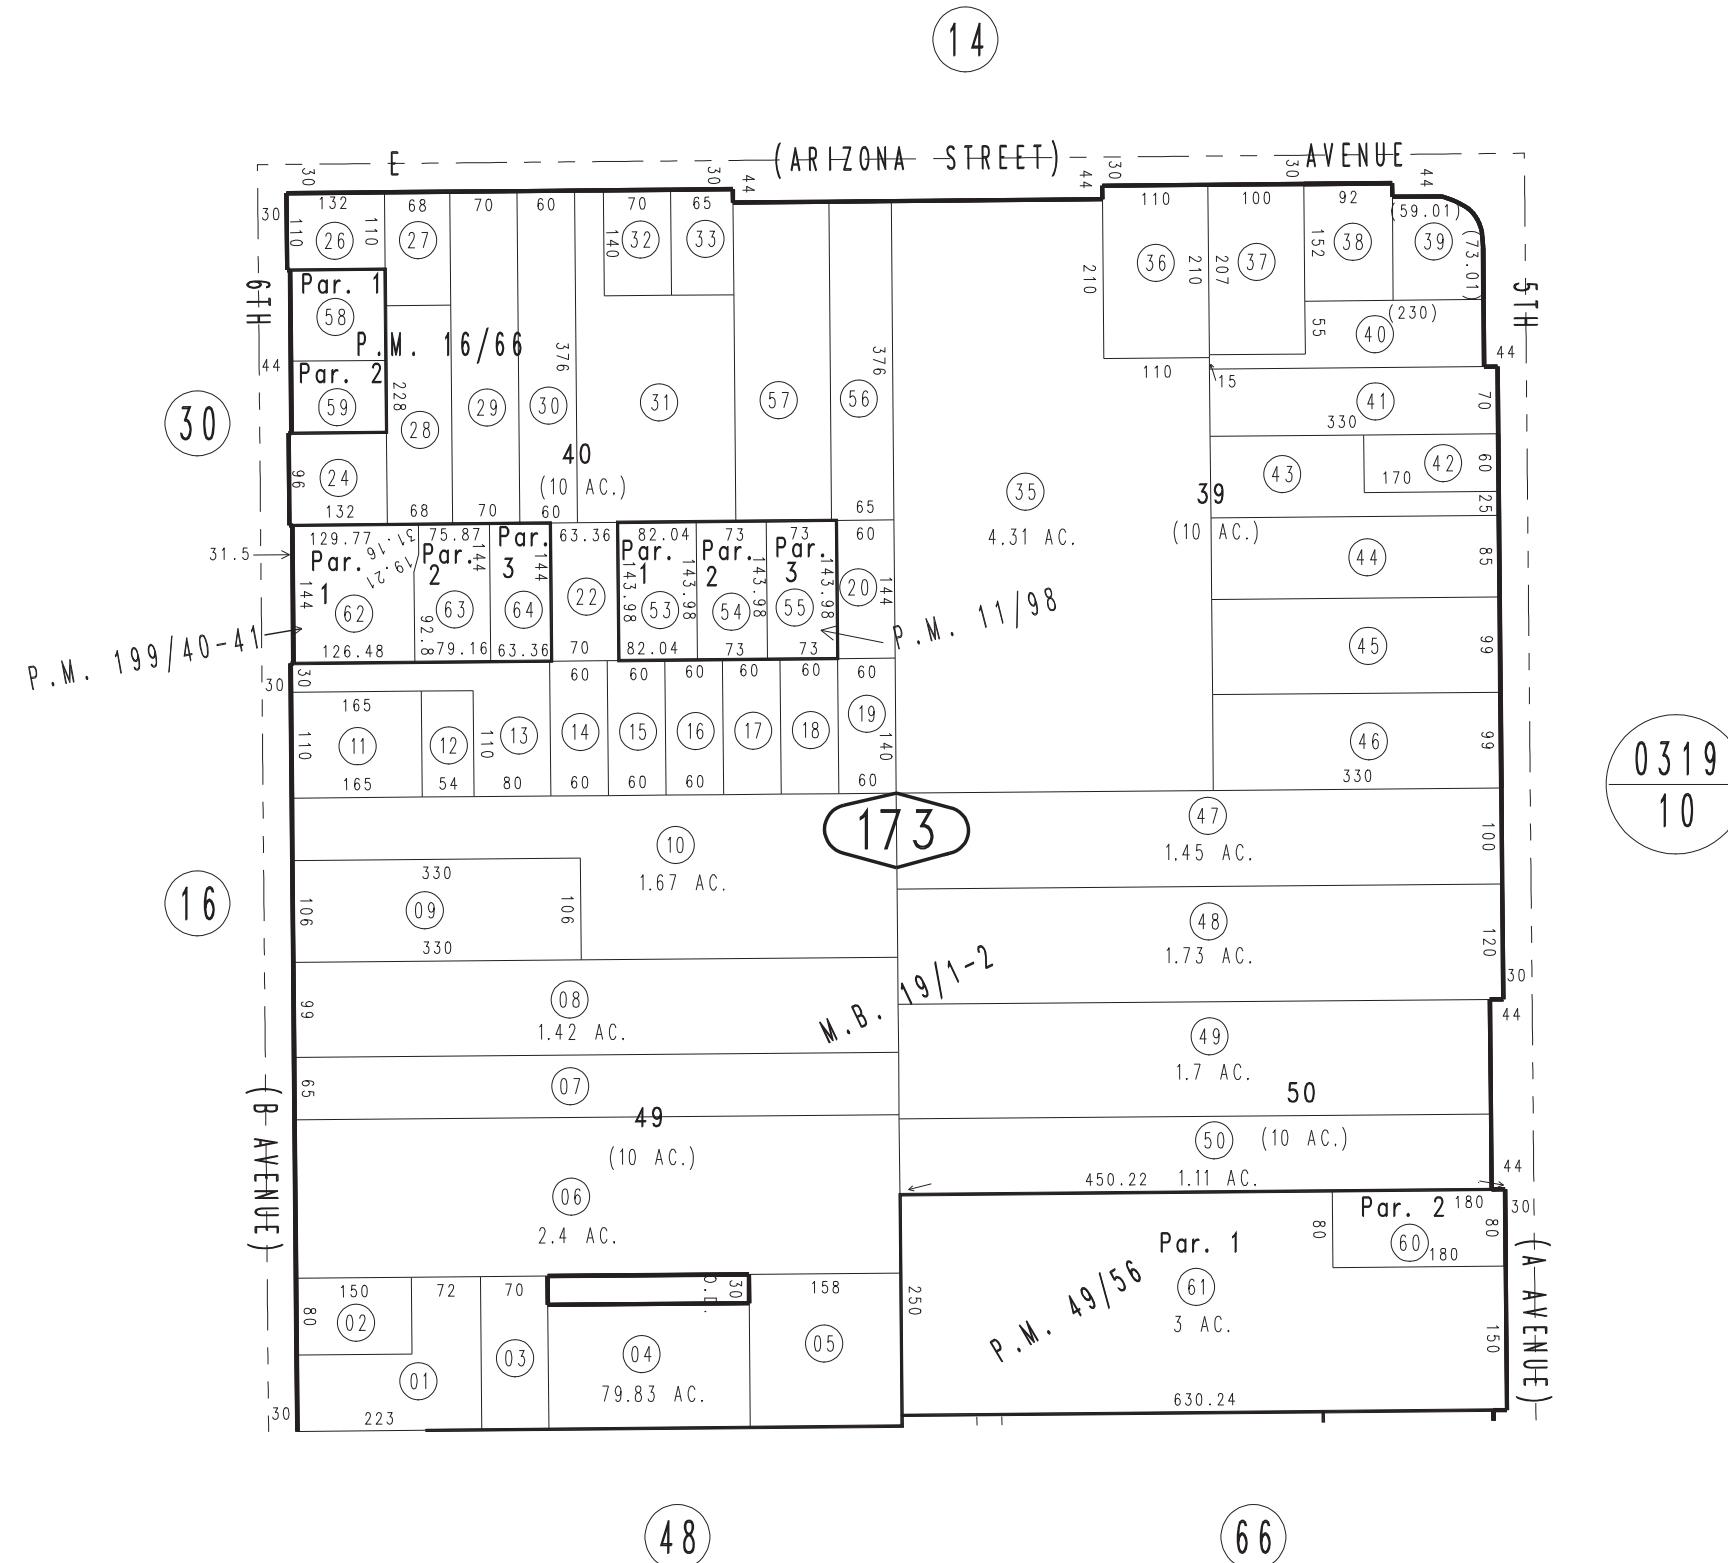 14
E (ARIZONA STREET) AVENUE
30 30 44 44 30 30 44
30 132 68 70 60 70 65 110 100 92 (59.01)
110 26 110 27 140 32 33 36 37 152 38 39 (73.01)
210 210 207
6TH
5TH
Par. 1
58
P.M. 16/66
376 376
55 40 (230)
44 44
Par. 2
59
228
110 15
28 29 30 31 57 56
41 70
330
30
40
(10 AC.)
24
96
132 68 70 60 65
43 42 60
170 25
35
4.31 AC.
39
(10 AC.)
31.5
129.77 31.16 75.87 63.36 82.04 73 73 60
19.21
Par. 1
Par. 2
Par. 3
Par. 1
Par. 2
Par. 3
144 144 144 143.98 143.98 143.98 143.98 144
62 63 64 22 53 54 55 20
92.8
126.48 79.16 63.36 70 82.04 73 73
44 85
P.M. 199/40-41
P.M. 11/98
45 99
30 30
60 60 60 60 60 60
165
110 11 12 110 13 14 15 16 17 18 19 140
165 54 80 60 60 60 60
46 99
330
0319
10
173
10
1.67 AC.
47
1.45 AC.
100
16
330
106 09 106
330
48
1.73 AC.
120
30
M.B. 19/1-2
99 08
1.42 AC.
44
49
1.7 AC.
65 07
49
(10 AC.)
50
50 (10 AC.)
450.22 1.11 AC.
44
(B AVENUE)
06
2.4 AC.
Par. 2 180 30
80 60 180 80
Par. 1
61
3 AC.
P.M. 49/56
(A AVENUE)
150 72 70 30 158 250
80 02
03 04 05
79.83 AC.
01
150
30 223
630.24
48
66